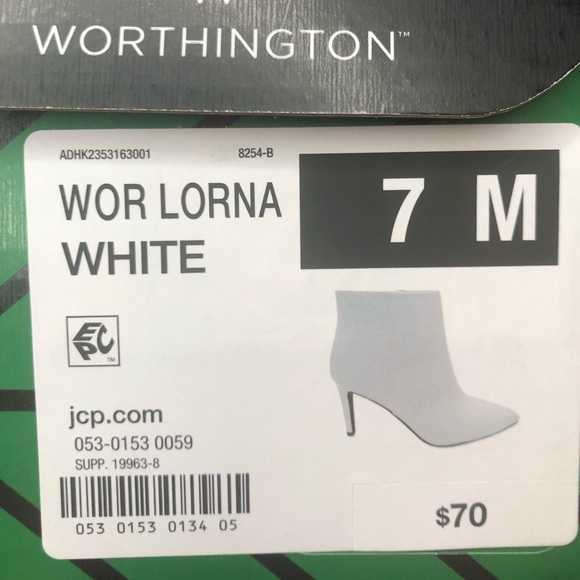 WORTHINGTON™
ADHK2353163001 8254-B
WOR LORNA
WHITE
7 M
EPC™
jcp.com
053-0153 0059
SUPP. 19963-8
053 0153 0134 05
$70